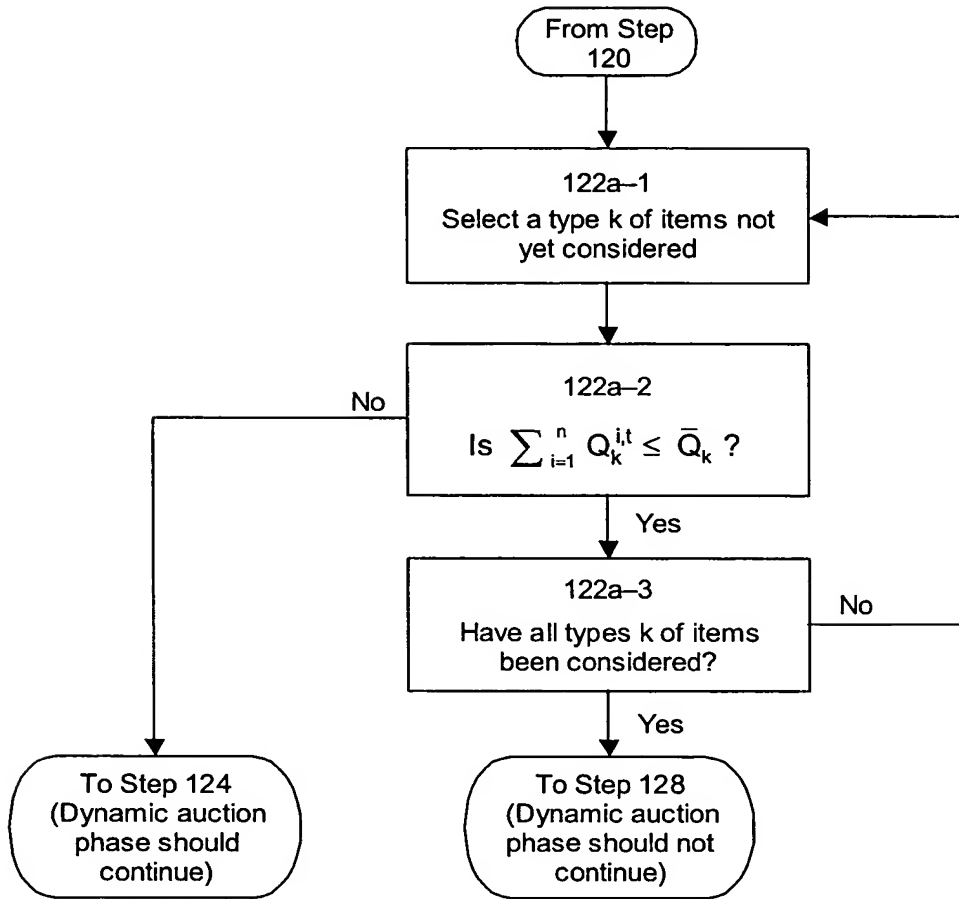 From Step
120
122a–1
Select a type k of items not
yet considered
122a–2
No
Is ∑ᵢ₌₁ⁿ Qₖ^{i,t} ≤ Q̄ₖ ?
Yes
122a–3
No
Have all types k of items
been considered?
Yes
To Step 124
(Dynamic auction
phase should
continue)
To Step 128
(Dynamic auction
phase should not
continue)